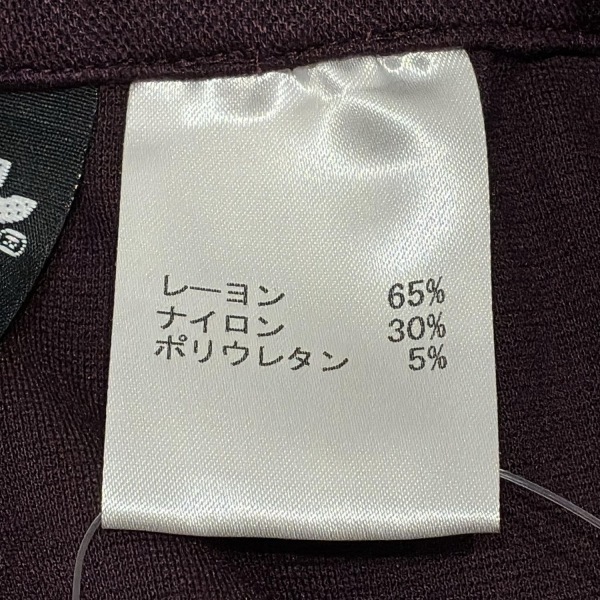 レーヨン 65%
ナイロン 30%
ポリウレタン 5%